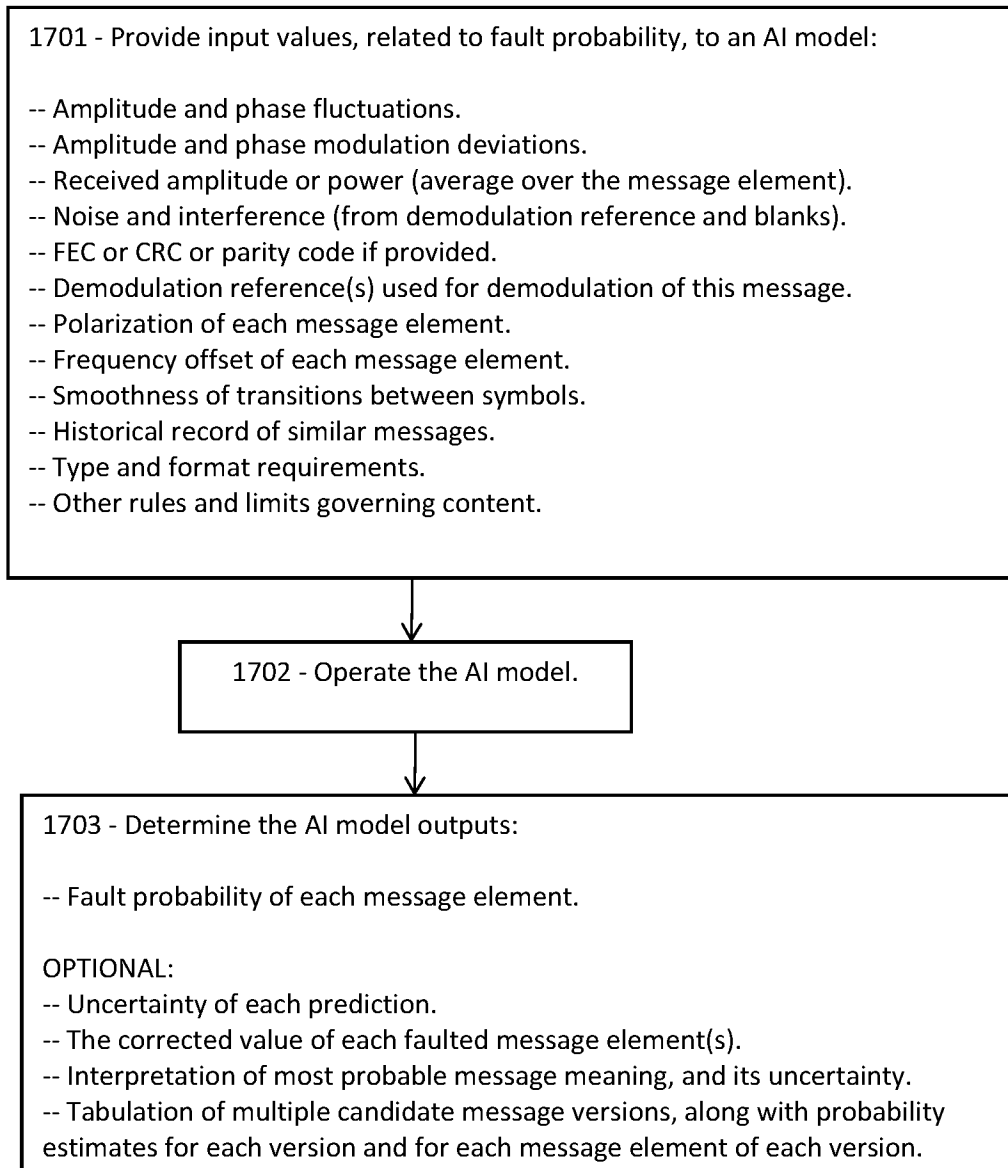 1701 - Provide input values, related to fault probability, to an AI model:
-- Amplitude and phase fluctuations.
-- Amplitude and phase modulation deviations.
-- Received amplitude or power (average over the message element).
-- Noise and interference (from demodulation reference and blanks).
-- FEC or CRC or parity code if provided.
-- Demodulation reference(s) used for demodulation of this message.
-- Polarization of each message element.
-- Frequency offset of each message element.
-- Smoothness of transitions between symbols.
-- Historical record of similar messages.
-- Type and format requirements.
-- Other rules and limits governing content.
1702 - Operate the AI model.
1703 - Determine the AI model outputs:
-- Fault probability of each message element.
OPTIONAL:
-- Uncertainty of each prediction.
-- The corrected value of each faulted message element(s).
-- Interpretation of most probable message meaning, and its uncertainty.
-- Tabulation of multiple candidate message versions, along with probability
estimates for each version and for each message element of each version.